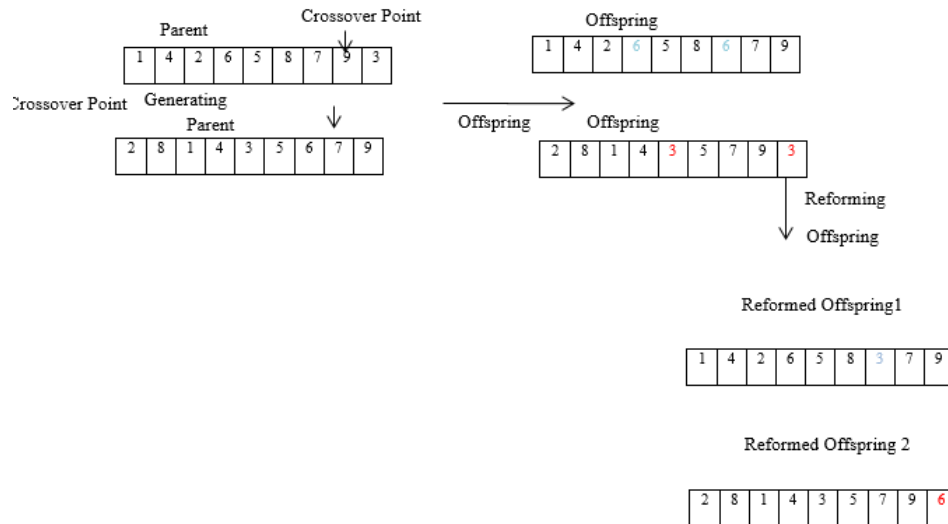 Crossover Point
Parent
1 4 2 6 5 8 7 9 3
Crossover Point Generating
Parent
2 8 1 4 3 5 6 7 9
Offspring
1 4 2 6 5 8 6 7 9
Offspring Offspring
2 8 1 4 3 5 7 9 3
Reforming
Offspring
Reformed Offspring1
1 4 2 6 5 8 3 7 9
Reformed Offspring 2
2 8 1 4 3 5 7 9 6